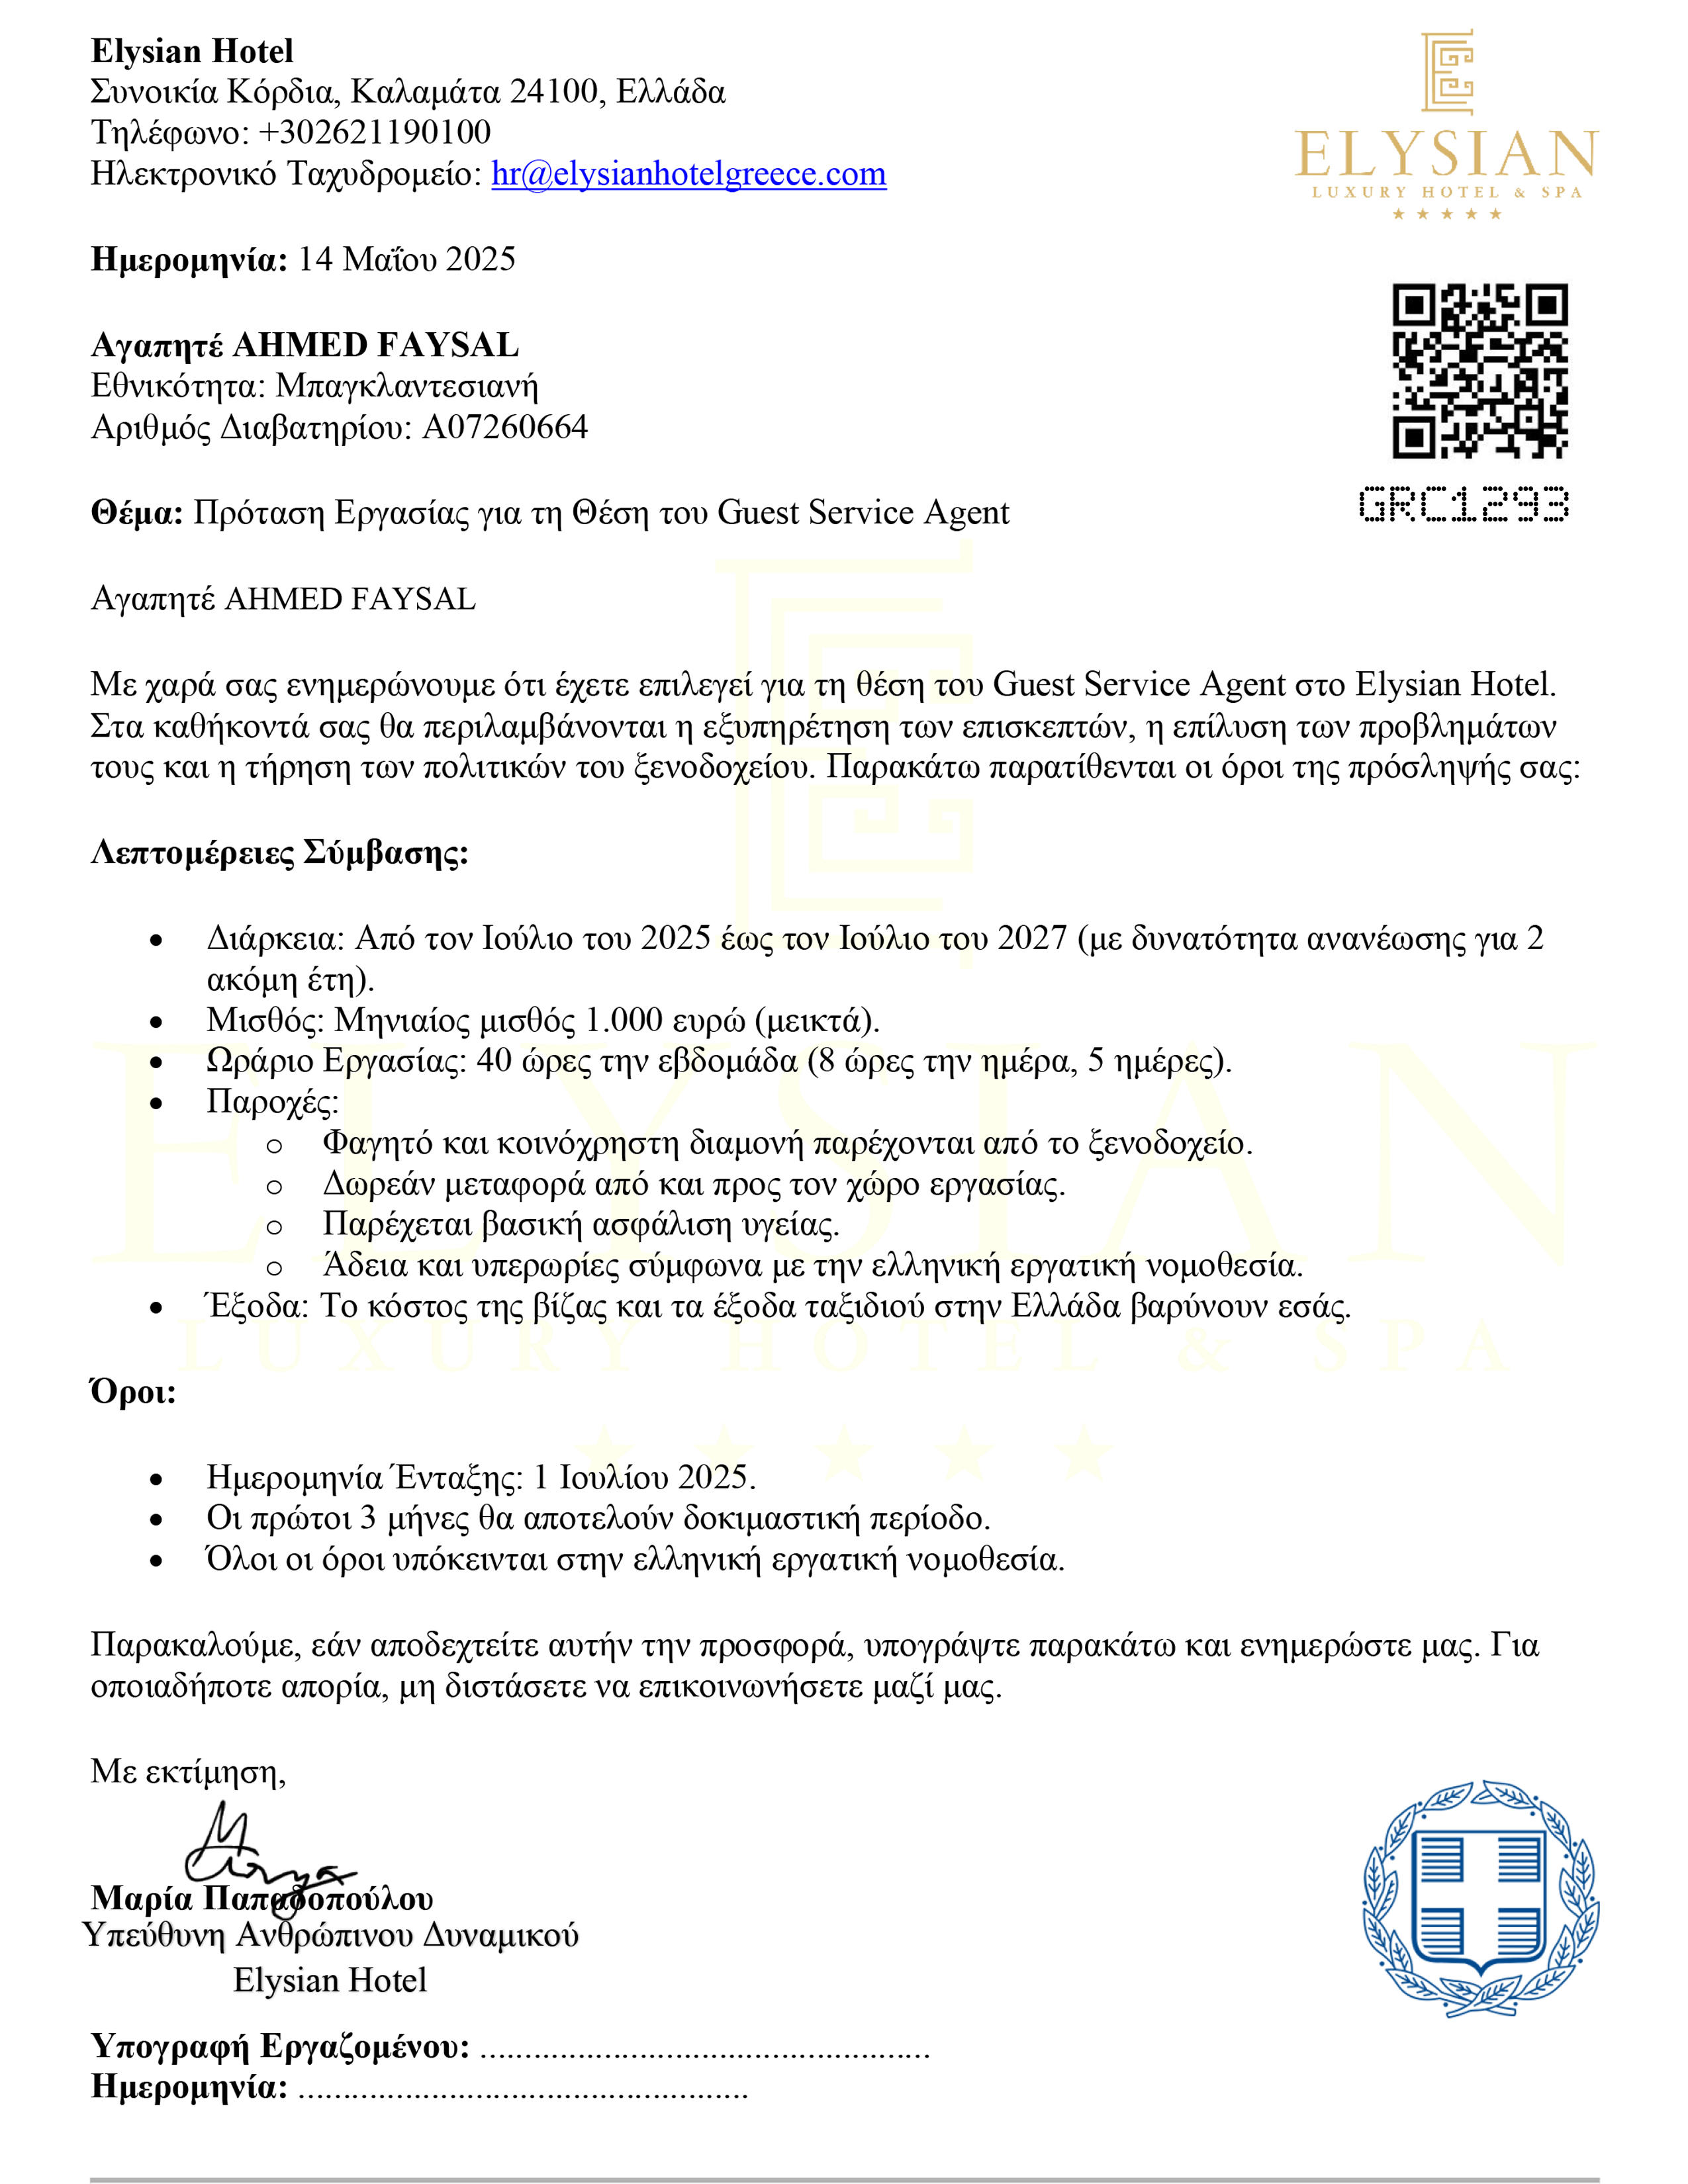 Elysian Hotel
Συνοικία Κόρδια, Καλαμάτα 24100, Ελλάδα
Τηλέφωνο: +302621190100
Ηλεκτρονικό Ταχυδρομείο: hr@elysianhotelgreece.com
ELYSIAN
LUXURY HOTEL & SPA
Ημερομηνία: 14 Μαΐου 2025
Αγαπητέ AHMED FAYSAL
Εθνικότητα: Μπαγκλαντεσιανή
Αριθμός Διαβατηρίου: A07260664
GRC1293
Θέμα: Πρόταση Εργασίας για τη Θέση του Guest Service Agent
Αγαπητέ AHMED FAYSAL
Με χαρά σας ενημερώνουμε ότι έχετε επιλεγεί για τη θέση του Guest Service Agent στο Elysian Hotel.
Στα καθήκοντά σας θα περιλαμβάνονται η εξυπηρέτηση των επισκεπτών, η επίλυση των προβλημάτων
τους και η τήρηση των πολιτικών του ξενοδοχείου. Παρακάτω παρατίθενται οι όροι της πρόσληψής σας:
Λεπτομέρειες Σύμβασης:
• Διάρκεια: Από τον Ιούλιο του 2025 έως τον Ιούλιο του 2027 (με δυνατότητα ανανέωσης για 2
ακόμη έτη).
• Μισθός: Μηνιαίος μισθός 1.000 ευρώ (μεικτά).
• Ωράριο Εργασίας: 40 ώρες την εβδομάδα (8 ώρες την ημέρα, 5 ημέρες).
• Παροχές:
o Φαγητό και κοινόχρηστη διαμονή παρέχονται από το ξενοδοχείο.
o Δωρεάν μεταφορά από και προς τον χώρο εργασίας.
o Παρέχεται βασική ασφάλιση υγείας.
o Άδεια και υπερωρίες σύμφωνα με την ελληνική εργατική νομοθεσία.
• Έξοδα: Το κόστος της βίζας και τα έξοδα ταξιδιού στην Ελλάδα βαρύνουν εσάς.
ELYSIAN
LUXURY HOTEL & SPA
Όροι:
• Ημερομηνία Ένταξης: 1 Ιουλίου 2025.
• Οι πρώτοι 3 μήνες θα αποτελούν δοκιμαστική περίοδο.
• Όλοι οι όροι υπόκεινται στην ελληνική εργατική νομοθεσία.
Παρακαλούμε, εάν αποδεχτείτε αυτήν την προσφορά, υπογράψτε παρακάτω και ενημερώστε μας. Για
οποιαδήποτε απορία, μη διστάσετε να επικοινωνήσετε μαζί μας.
Με εκτίμηση,
Μαρία Παπαδοπούλου
Υπεύθυνη Ανθρώπινου Δυναμικού
Elysian Hotel
Υπογραφή Εργαζομένου: ...................................................
Ημερομηνία: ...................................................